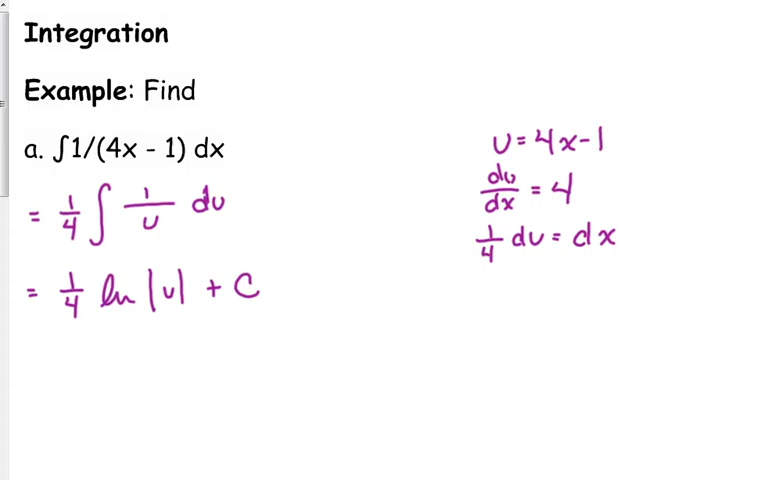 Integration
Example: Find
a. ∫1/(4x - 1) dx
= 1/4 ∫ 1/u du
= 1/4 ln |u| + C
u = 4x - 1
du/dx = 4
1/4 du = dx